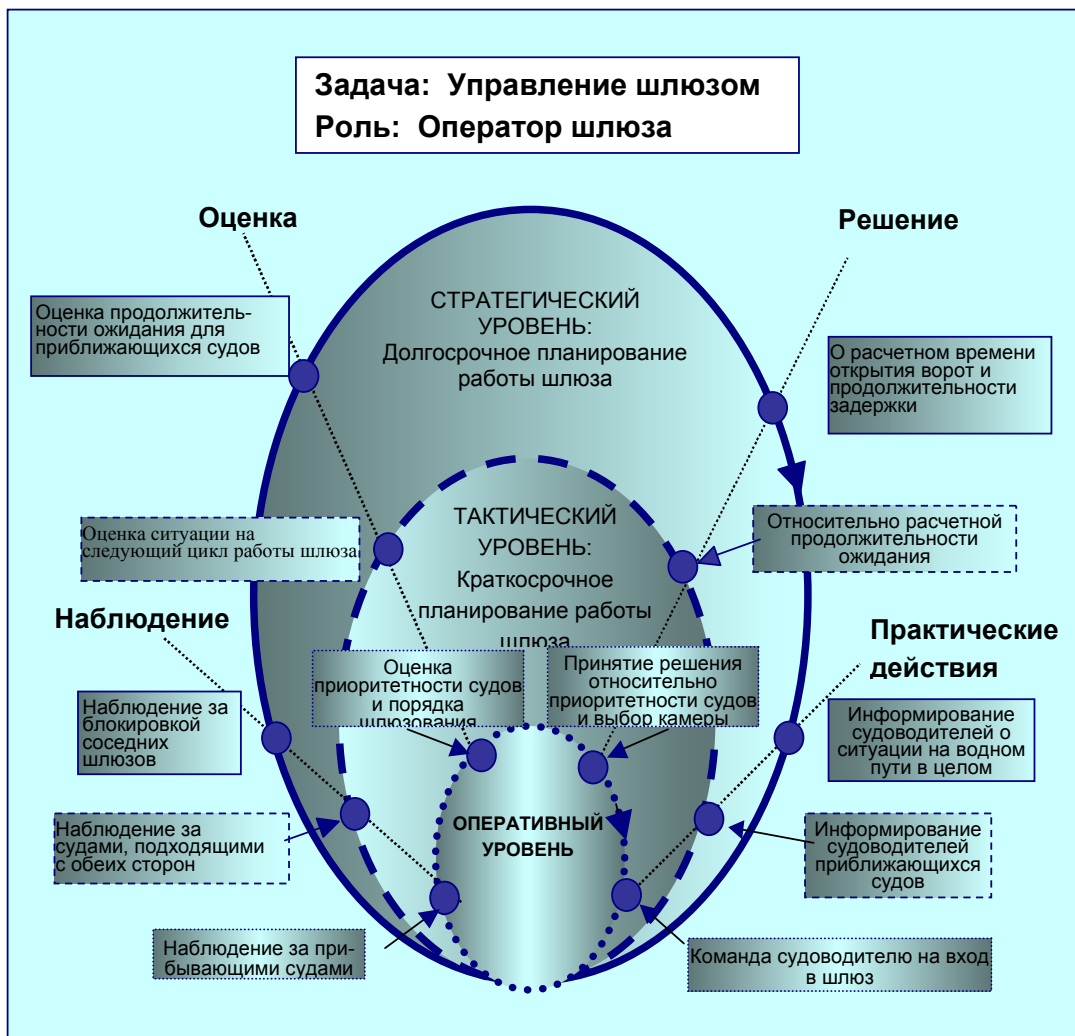 Задача: Управление шлюзом
Роль: Оператор шлюза
Оценка
Решение
СТРАТЕГИЧЕСКИЙ
УРОВЕНЬ:
Долгосрочное планирование
работы шлюза
Оценка продолжитель-
ности ожидания для
приближающихся судов
О расчетном времени
открытия ворот и
продолжительности
задержки
ТАКТИЧЕСКИЙ
УРОВЕНЬ:
Краткосрочное
планирование работы
шлюза
Оценка ситуации на
следующий цикл работы шлюза
Относительно расчетной
продолжительности
ожидания
Наблюдение
Практические
действия
Оценка
приоритетности судов
и порядка
шлюзования
Принятие решения
относительно
приоритетности судов
и выбор камеры
Наблюдение за
блокировкой
соседних
шлюзов
Информирование
судоводителей о
ситуации на водном
пути в целом
Наблюдение за
судами, подходящими
с обеих сторон
ОПЕРАТИВНЫЙ
УРОВЕНЬ
Информирование
судоводителей
приближающихся
судов
Наблюдение за при-
бывающими судами
Команда судоводителю на вход
в шлюз